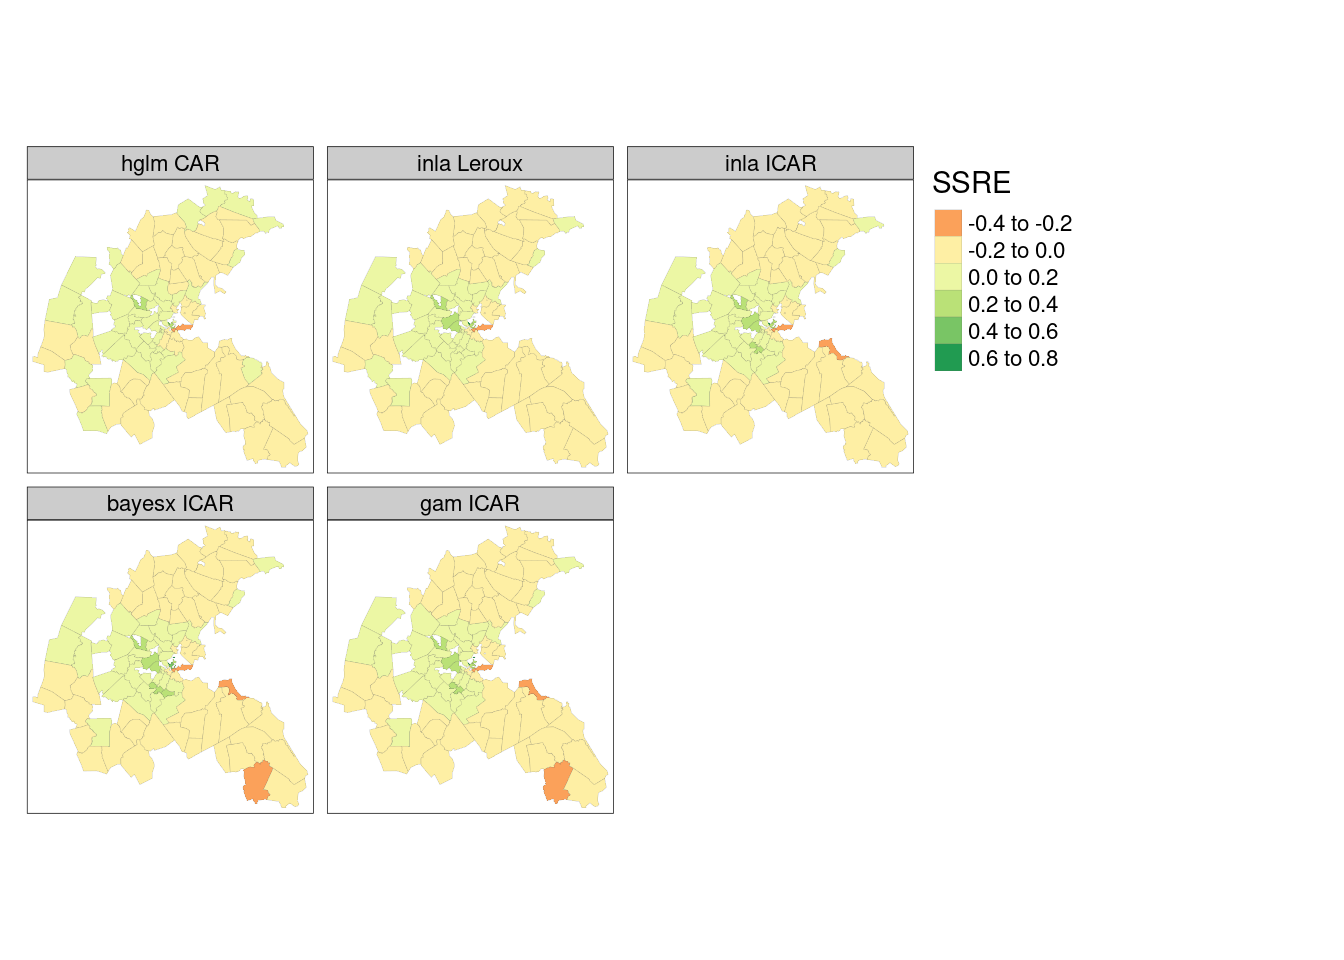 hglm CAR
inla Leroux
inla ICAR
SSRE
-0.4 to -0.2
-0.2 to 0.0
0.0 to 0.2
0.2 to 0.4
0.4 to 0.6
0.6 to 0.8
bayesx ICAR
gam ICAR